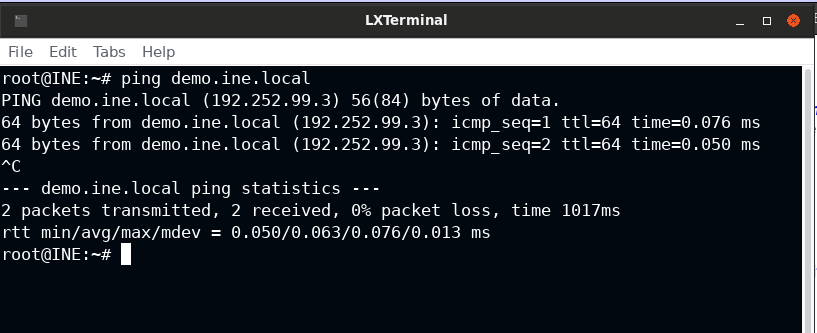 LXTerminal
File Edit Tabs Help
root@INE:~# ping demo.ine.local
PING demo.ine.local (192.252.99.3) 56(84) bytes of data.
64 bytes from demo.ine.local (192.252.99.3): icmp_seq=1 ttl=64 time=0.076 ms
64 bytes from demo.ine.local (192.252.99.3): icmp_seq=2 ttl=64 time=0.050 ms
^C
--- demo.ine.local ping statistics ---
2 packets transmitted, 2 received, 0% packet loss, time 1017ms
rtt min/avg/max/mdev = 0.050/0.063/0.076/0.013 ms
root@INE:~#